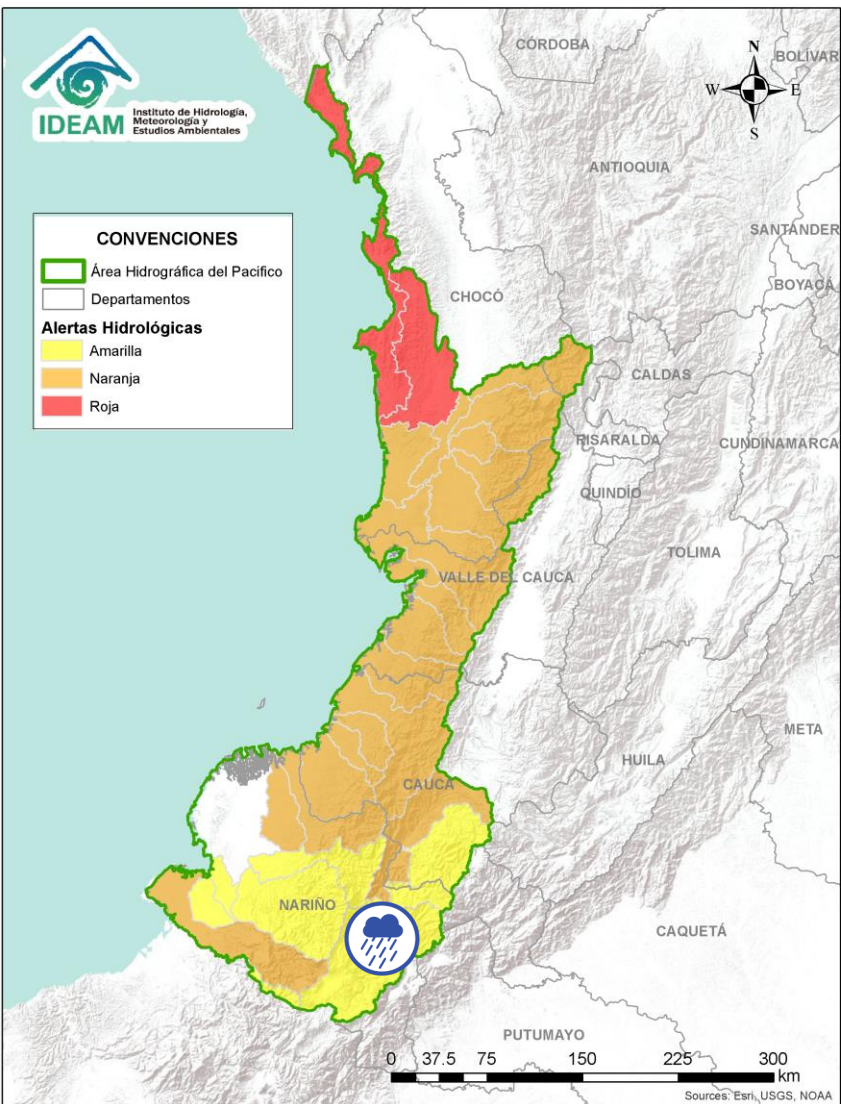 IDEAM
Instituto de Hidrología,
Meteorología y
Estudios Ambientales
CONVENCIONES
Área Hidrográfica del Pacifico
Departamentos
Alertas Hidrológicas
Amarilla
Naranja
Roja
N
W
E
S
CÓRDOBA
BOLÍVAR
ANTIOQUIA
SANTANDER
BOYACÁ
CHOCÓ
CALDAS
RISARALDA
CUNDINAMARCA
QUINDÍO
TOLIMA
VALLE DEL CAUCA
META
HUILA
CAUCA
NARIÑO
CAQUETÁ
PUTUMAYO
0 37.5 75 150 225 300
km
Sources: Esri, USGS, NOAA